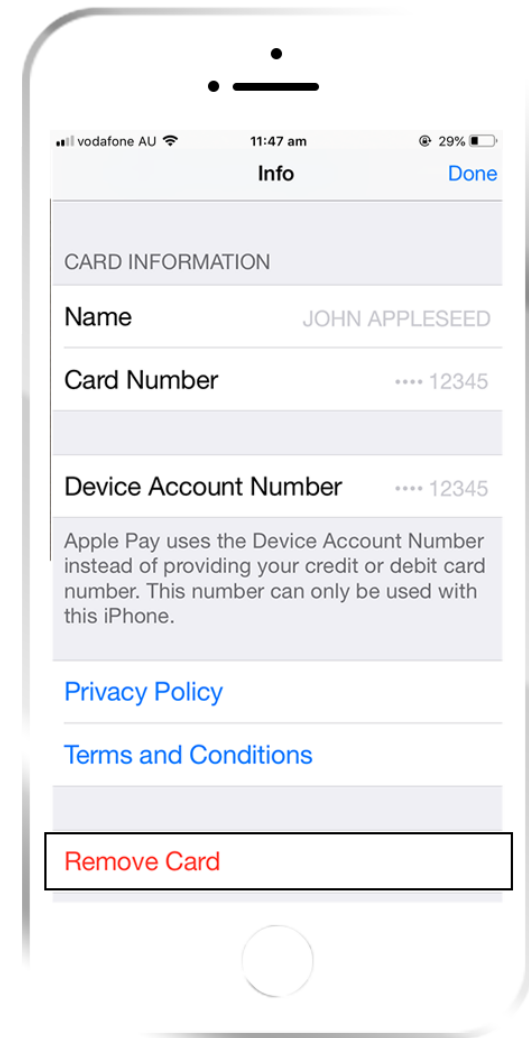 vodafone AU 11:47 am 29%
Info Done
CARD INFORMATION
Name JOHN APPLESEED
Card Number •••• 12345
Device Account Number •••• 12345
Apple Pay uses the Device Account Number
instead of providing your credit or debit card
number. This number can only be used with
this iPhone.
Privacy Policy
Terms and Conditions
Remove Card